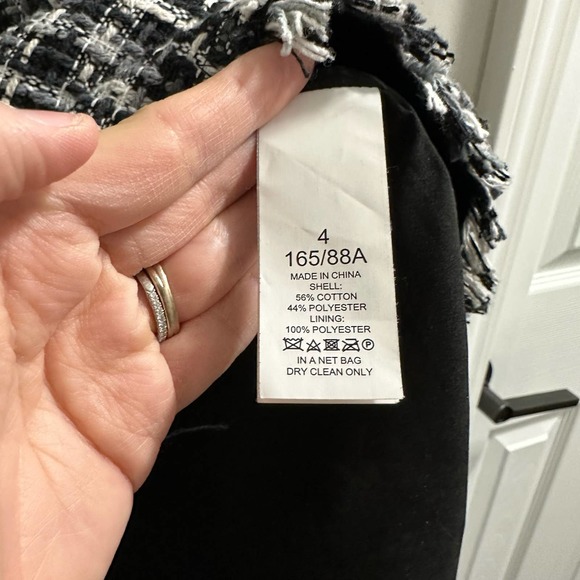 4
165/88A
MADE IN CHINA
SHELL:
56% COTTON
44% POLYESTER
LINING:
100% POLYESTER
P
IN A NET BAG
DRY CLEAN ONLY